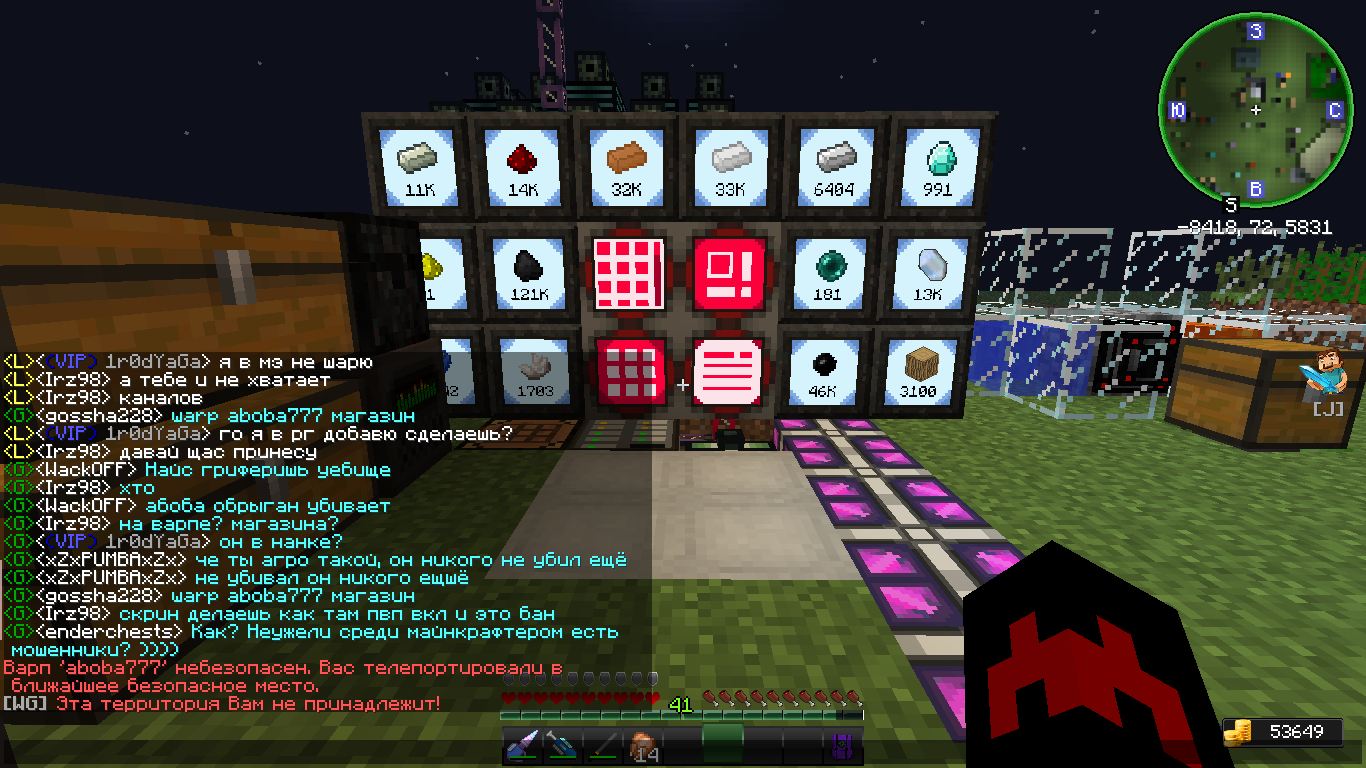 З
Ю
С
В
S
-8418, 72, 5831
11K
14K
32K
33K
6404
991
121K
181
13K
1703
46K
3100
[J]
<L><(VIP) 1r0dYaGa> я в мэ не шарю
<L><Irz98> а тебе и не хватает
<L><Irz98> каналов
<G><gossha228> warp aboba777 магазин
<L><(VIP) 1r0dYaGa> го я в рг добавю сделаешь?
<L><Irz98> давай щас принесу
<G><WackOFF> Найс гриферишь уебище
<G><Irz98> хто
<G><WackOFF> абоба обрыган убивает
<G><Irz98> на варпе? магазина?
<G><(VIP) 1r0dYaGa> он в нанке?
<G><xZxPUMBAxZx> че ты агро такой, он никого не убил ещё
<G><xZxPUMBAxZx> не убивал он никого ещшё
<G><gossha228> warp aboba777 магазин
<G><Irz98> скрин делаешь как там пвп вкл и это бан
<G><enderchests> Как? Неужели среди майнкрафтером есть
мошенники? ))))
Варп 'aboba777' небезопасен. Вас телепортировали в
ближайшее безопасное место.
[WG] Эта территория Вам не принадлежит!
41
14
53649